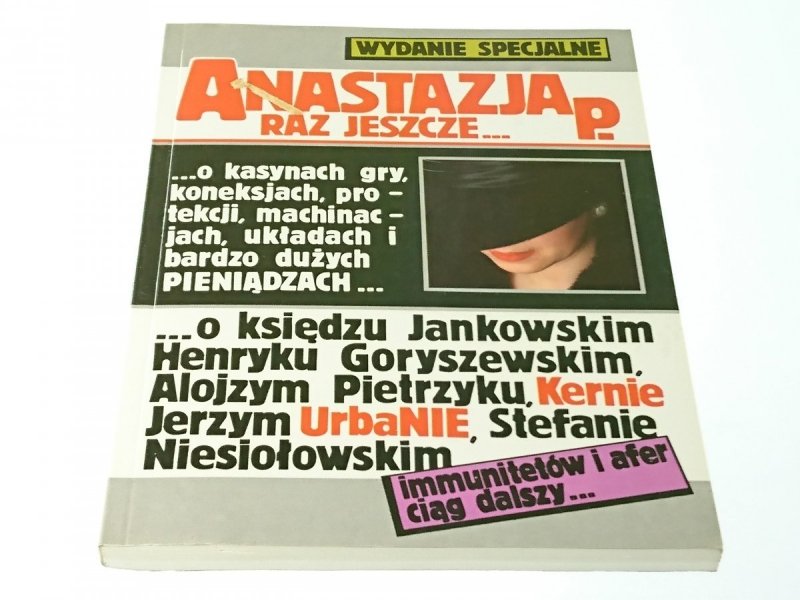 WYDANIE SPECJALNE
ANASTAZJA P.
RAZ JESZCZE...
...o kasynach gry,
koneksjach, pro -
tekcji, machinac -
jach, układach i
bardzo dużych
PIENIĄDZACH...
...o księdzu Jankowskim
Henryku Goryszewskim,
Alojzym Pietrzyku, Kernie
Jerzym UrbaNIE, Stefanie
Niesiołowskim
immunitetów i afer
ciąg dalszy...